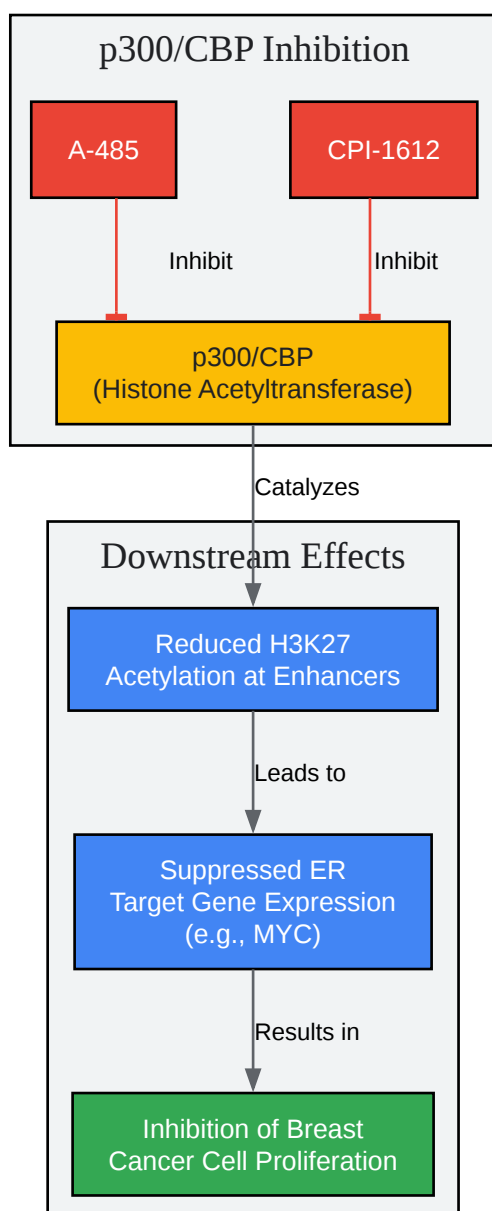 p300/CBP Inhibition
A-485
CPI-1612
Inhibit
Inhibit
p300/CBP
(Histone Acetyltransferase)
Catalyzes
Downstream Effects
Reduced H3K27
Acetylation at Enhancers
Leads to
Suppressed ER
Target Gene Expression
(e.g., MYC)
Results in
Inhibition of Breast
Cancer Cell Proliferation